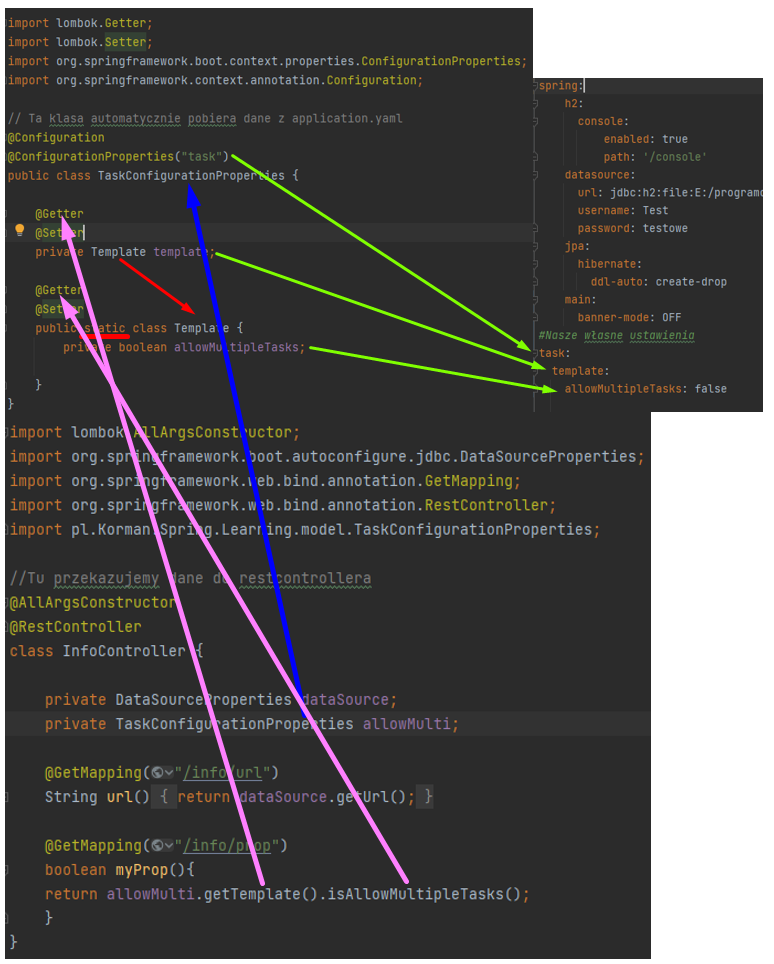 import lombok.Getter;
import lombok.Setter;
import org.springframework.boot.context.properties.ConfigurationProperties;
import org.springframework.context.annotation.Configuration;
// Ta klasa automatycznie pobiera dane z application.yaml
@Configuration
@ConfigurationProperties("task")
public class TaskConfigurationProperties {
@Getter
@Setter
private Template template;
@Getter
@Setter
public static class Template {
private boolean allowMultipleTasks;
}
}
spring:
h2:
console:
enabled: true
path: '/console'
datasource:
url: jdbc:h2:file:E:/programo
username: Test
password: testowe
jpa:
hibernate:
ddl-auto: create-drop
main:
banner-mode: OFF
#Nasze własne ustawienia
task:
template:
allowMultipleTasks: false
import lombok.AllArgsConstructor;
import org.springframework.boot.autoconfigure.jdbc.DataSourceProperties;
import org.springframework.web.bind.annotation.GetMapping;
import org.springframework.web.bind.annotation.RestController;
import pl.Korman.Spring.Learning.model.TaskConfigurationProperties;
//Tu przekazujemy dane do restcontrollera
@AllArgsConstructor
@RestController
class InfoController {
private DataSourceProperties dataSource;
private TaskConfigurationProperties allowMulti;
@GetMapping("/info/url")
String url() { return dataSource.getUrl(); }
@GetMapping("/info/prop")
boolean myProp(){
return allowMulti.getTemplate().isAllowMultipleTasks();
}
}